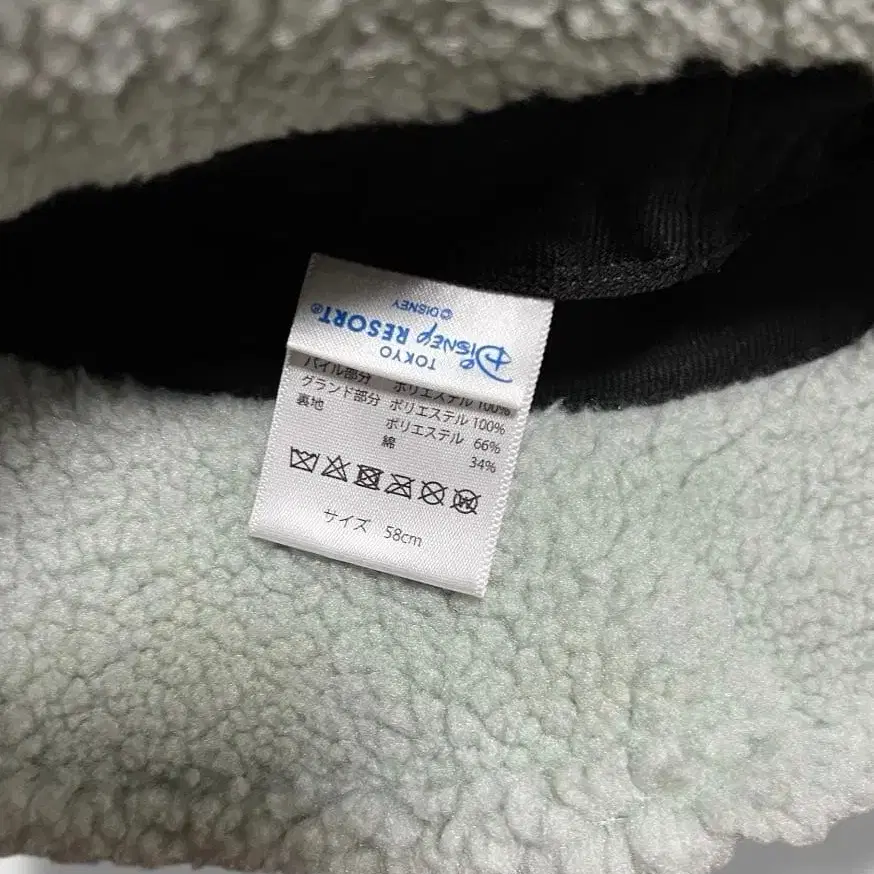 TOKYO
Disney RESORT®
©DISNEY
パイル部分 ポリエステル 100%
グランド部分 ポリエステル 100%
裏地 ポリエステル 66%
綿 34%
サイズ 58cm